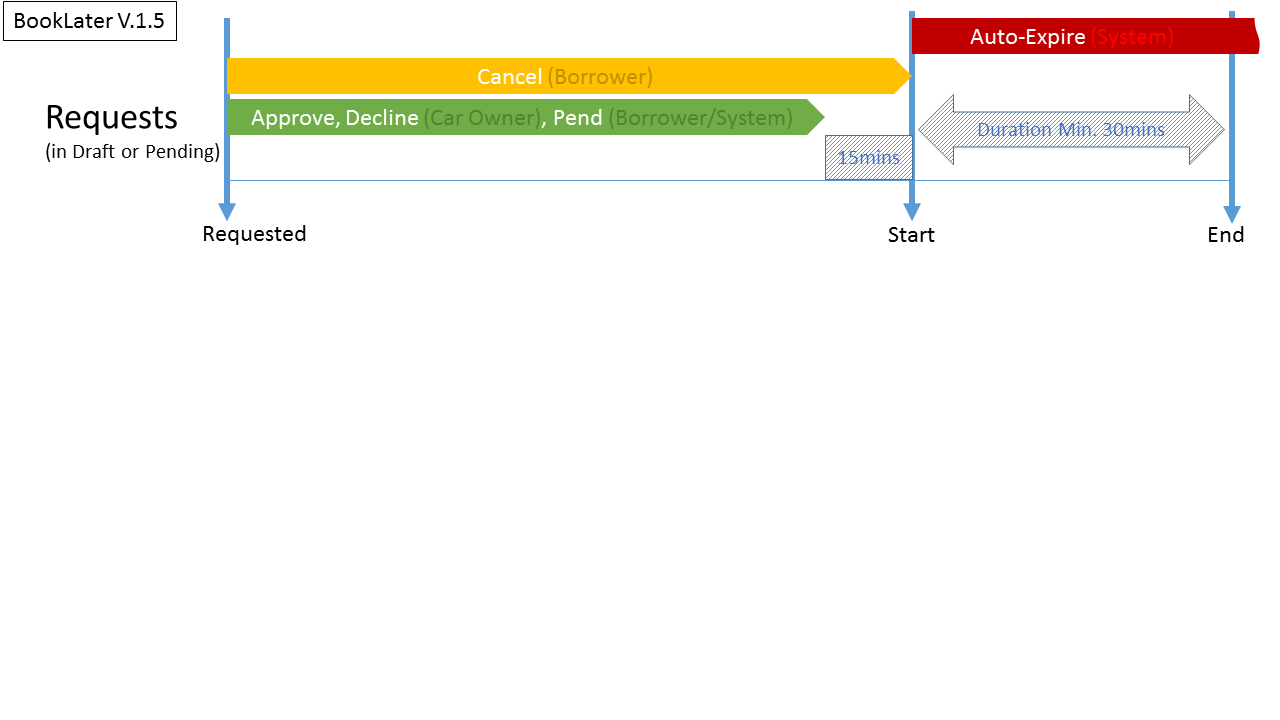 BookLater V.1.5
Auto-Expire (System)
Cancel (Borrower)
Requests
Approve, Decline (Car Owner), Pend (Borrower/System)
Duration Min. 30mins
(in Draft or Pending)
15mins
Requested
Start
End